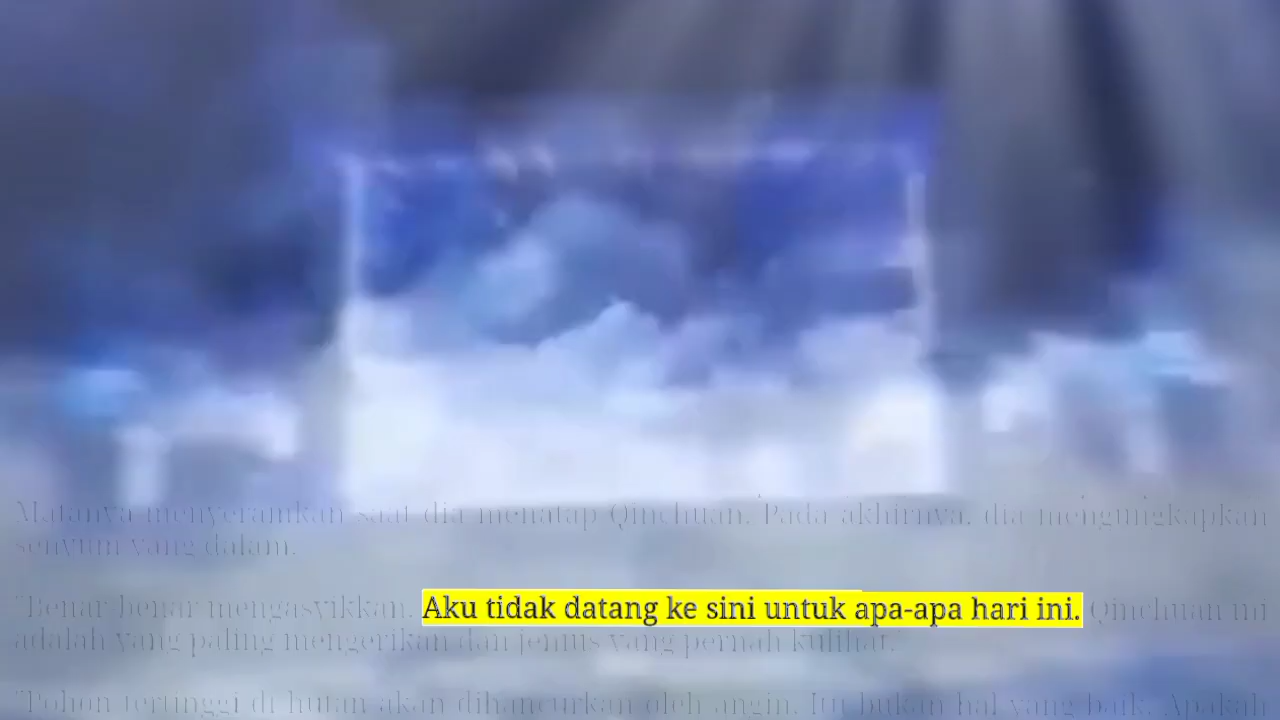 Matanya menyeramkan saat dia menatap Qinchuan. Pada akhirnya, dia mengungkapkan
senyum yang dalam.
"Benar-benar mengasyikkan. Aku tidak datang ke sini untuk apa-apa hari ini. Qinchuan ini
adalah yang paling mengerikan dan jenius yang pernah kulihat."
"Pohon tertinggi di hutan akan dihancurkan oleh angin. Itu bukan hal yang baik. Apakah